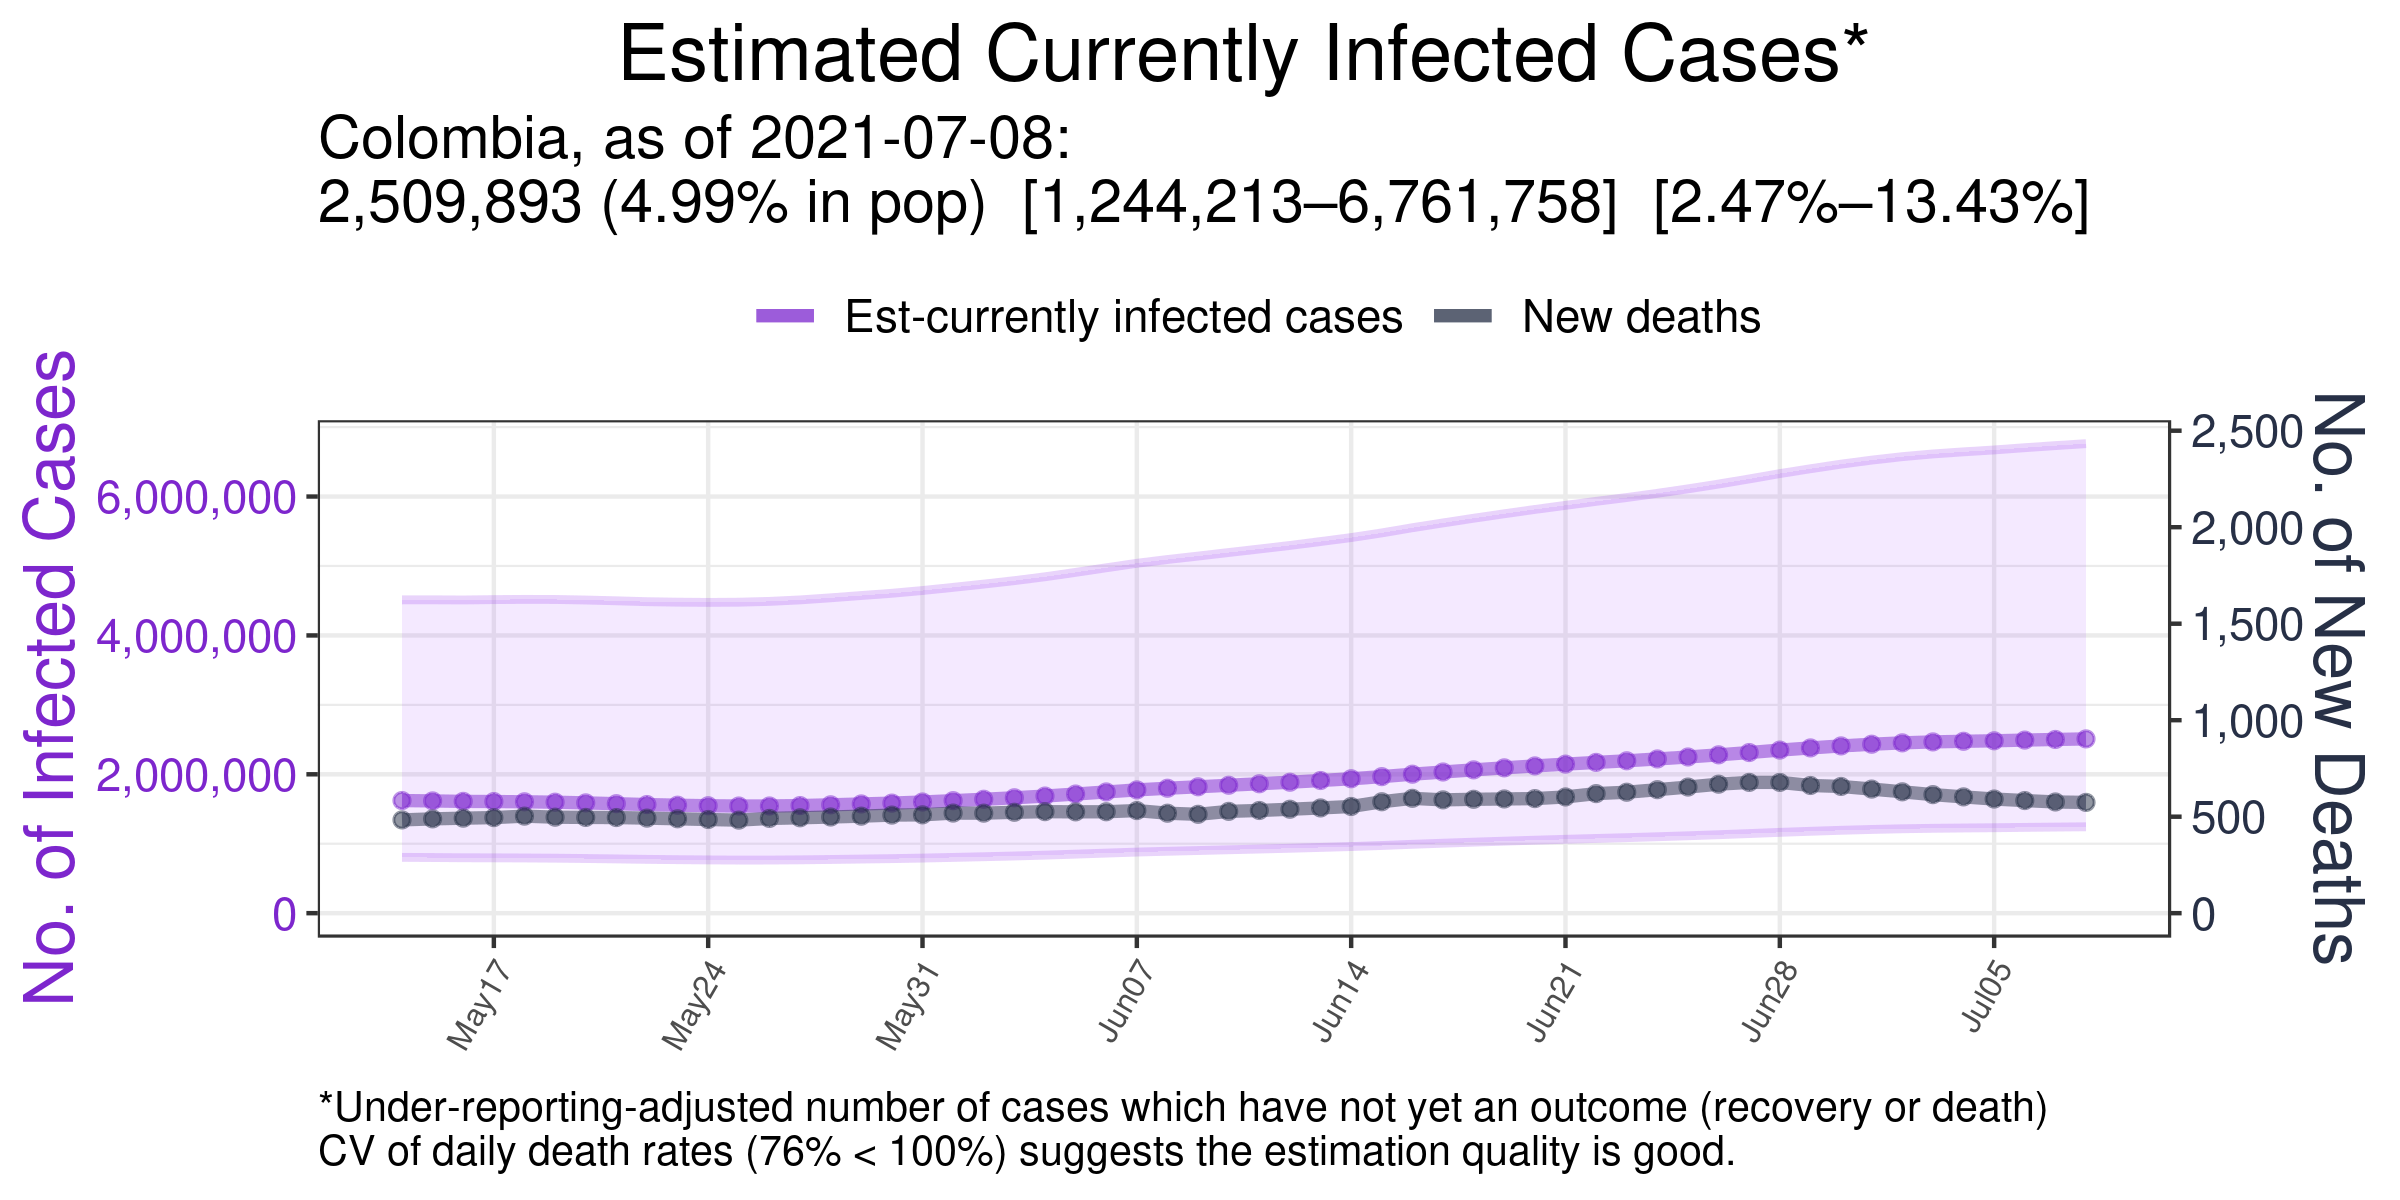 Estimated Currently Infected Cases*
Colombia, as of 2021-07-08:
2,509,893 (4.99% in pop)  [1,244,213–6,761,758]  [2.47%–13.43%]
Est-currently infected cases
New deaths
No. of Infected Cases
6,000,000
4,000,000
2,000,000
0
2,500
2,000
1,500
1,000
500
0
No. of New Deaths
May17
May24
May31
Jun07
Jun14
Jun21
Jun28
Jul05
*Under-reporting-adjusted number of cases which have not yet an outcome (recovery or death)
CV of daily death rates (76% < 100%) suggests the estimation quality is good.